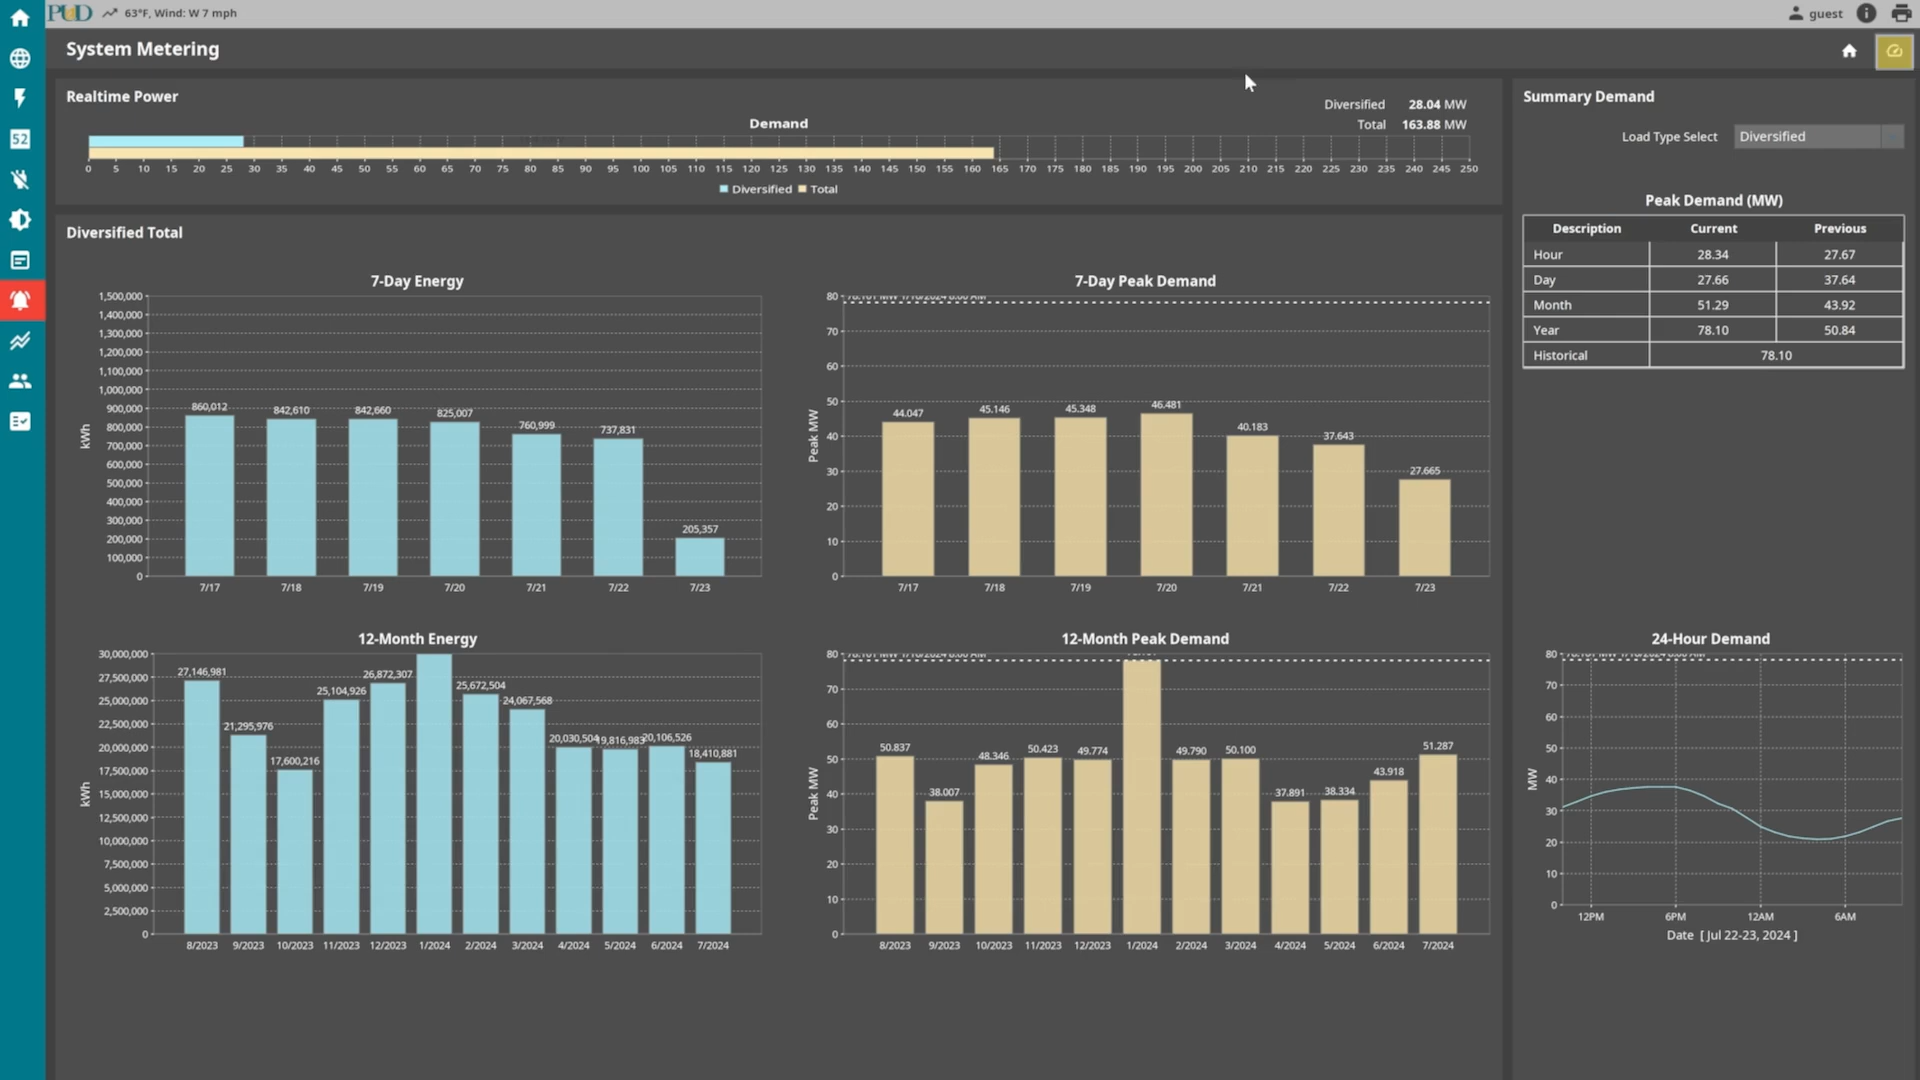 PUD 63°F, Wind: W 7 mph guest
System Metering
52
Realtime Power
Diversified 28.04 MW
Total 163.88 MW
Demand
0 5 10 15 20 25 30 35 40 45 50 55 60 65 70 75 80 85 90 95 100 105 110 115 120 125 130 135 140 145 150 155 160 165 170 175 180 185 190 195 200 205 210 215 220 225 230 235 240 245 250
Diversified Total
Summary Demand
Load Type Select Diversified
Peak Demand (MW)
Description Current Previous
Hour 28.34 27.67
Day 27.66 37.64
Month 51.29 43.92
Year 78.10 50.84
Historical 78.10
Diversified Total
7-Day Energy
kWh
1,500,000
1,400,000
1,300,000
1,200,000
1,100,000
1,000,000
900,000
800,000
700,000
600,000
500,000
400,000
300,000
200,000
100,000
0
860,012 842,610 842,660 825,007 760,999 737,831 205,357
7/17 7/18 7/19 7/20 7/21 7/22 7/23
7-Day Peak Demand
Peak MW
80
70
60
50
40
30
20
10
0
44.047 45.146 45.348 46.481 40.183 37.643 27.665
7/17 7/18 7/19 7/20 7/21 7/22 7/23
12-Month Energy
kWh
30,000,000
27,500,000
25,000,000
22,500,000
20,000,000
17,500,000
15,000,000
12,500,000
10,000,000
7,500,000
5,000,000
2,500,000
0
27,146,981 21,295,976 17,600,216 25,104,926 26,872,307 25,672,504 24,067,568 20,030,504 19,816,983 20,106,526 18,410,881
8/2023 9/2023 10/2023 11/2023 12/2023 1/2024 2/2024 3/2024 4/2024 5/2024 6/2024 7/2024
12-Month Peak Demand
Peak MW
80
70
60
50
40
30
20
10
0
50.837 38.007 48.346 50.423 49.774 49.790 50.100 37.891 38.334 43.918 51.287
8/2023 9/2023 10/2023 11/2023 12/2023 1/2024 2/2024 3/2024 4/2024 5/2024 6/2024 7/2024
24-Hour Demand
MW
80
70
60
50
40
30
20
10
0
12PM 6PM 12AM 6AM
Date [ Jul 22-23, 2024 ]